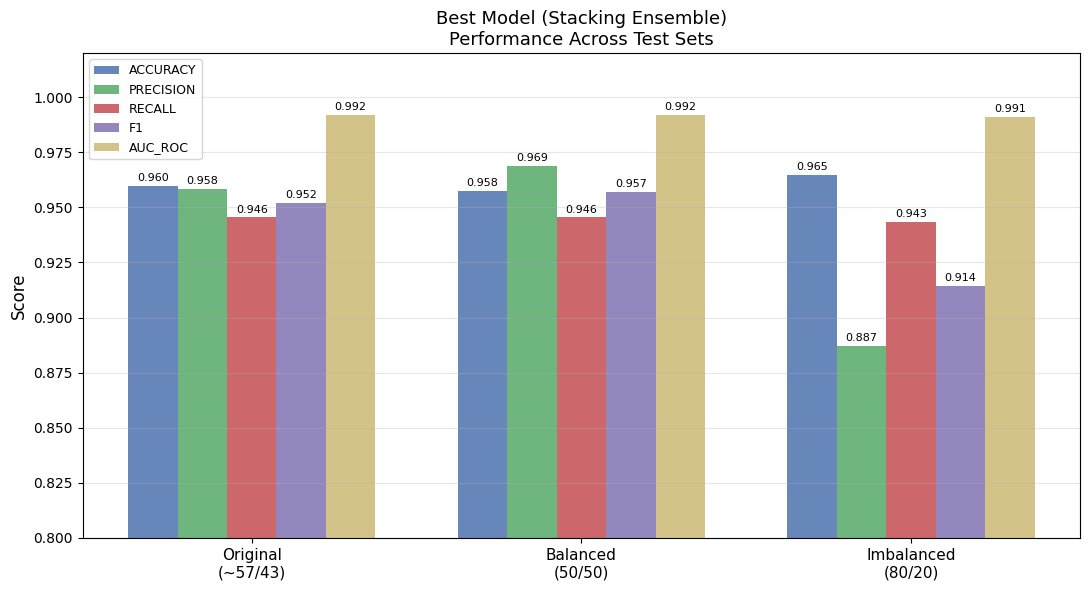 Best Model (Stacking Ensemble)
Performance Across Test Sets
ACCURACY
PRECISION
RECALL
F1
AUC_ROC
Score
1.000
0.975
0.950
0.925
0.900
0.875
0.850
0.825
0.800
0.960
0.958
0.946
0.952
0.992
0.958
0.969
0.946
0.957
0.992
0.965
0.887
0.943
0.914
0.991
Original
(~57/43)
Balanced
(50/50)
Imbalanced
(80/20)